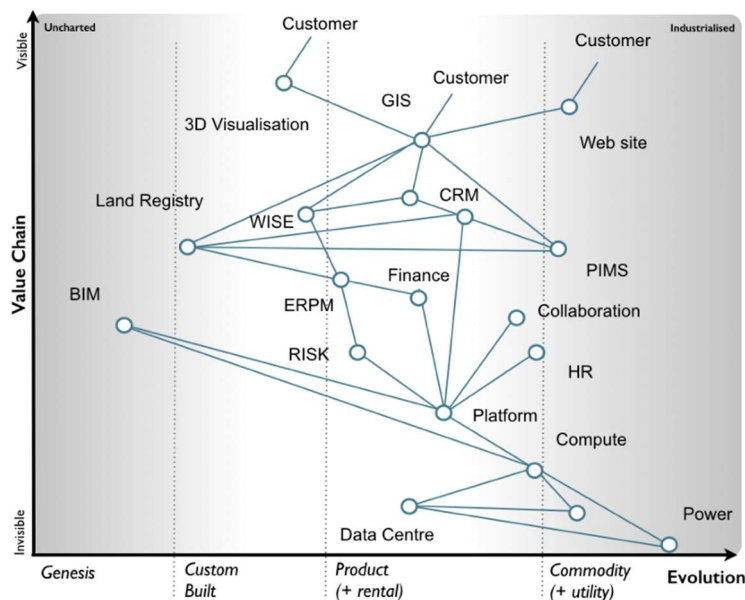 Uncharted
Industrialised
Visible
Customer
Customer
Customer
GIS
3D Visualisation
Web site
Land Registry
CRM
WISE
Value Chain
PIMS
Finance
BIM
ERPM
Collaboration
RISK
HR
Platform
Compute
Power
Invisible
Data Centre
Genesis
Custom
Built
Product
(+ rental)
Commodity
(+ utility)
Evolution